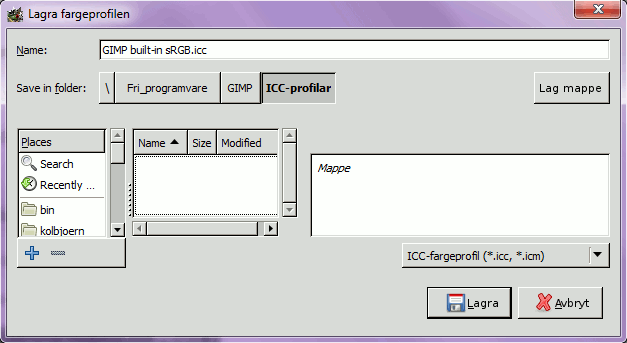 Lagra fargeprofilen
Name: GIMP built-in sRGB.icc
Save in folder: \ Fri_programvare GIMP ICC-profilar Lag mappe
Places Name Size Modified
Search
Recently ...
bin
kolbjoern
Mappe
ICC-fargeprofil (*.icc, *.icm)
Lagra Avbryt